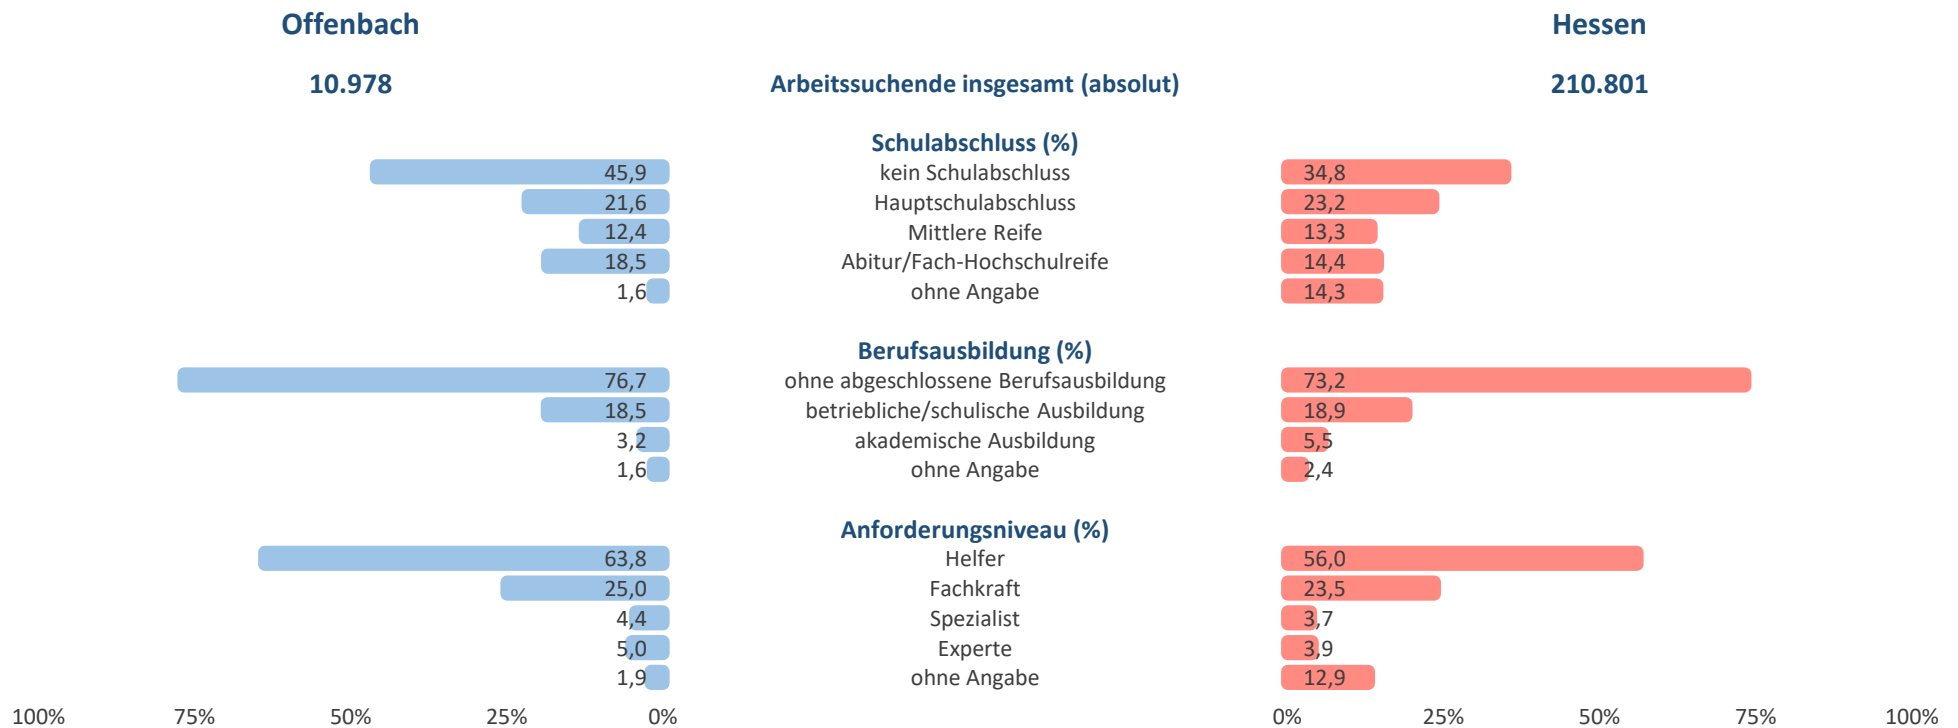 Offenbach Hessen
10.978 Arbeitssuchende insgesamt (absolut) 210.801
Schulabschluss (%)
45,9 kein Schulabschluss 34,8
21,6 Hauptschulabschluss 23,2
12,4 Mittlere Reife 13,3
18,5 Abitur/Fach-Hochschulreife 14,4
1,6 ohne Angabe 14,3
Berufsausbildung (%)
76,7 ohne abgeschlossene Berufsausbildung 73,2
18,5 betriebliche/schulische Ausbildung 18,9
3,2 akademische Ausbildung 5,5
1,6 ohne Angabe 2,4
Anforderungsniveau (%)
63,8 Helfer 56,0
25,0 Fachkraft 23,5
4,4 Spezialist 3,7
5,0 Experte 3,9
1,9 ohne Angabe 12,9
100% 75% 50% 25% 0% 0% 25% 50% 75% 100%